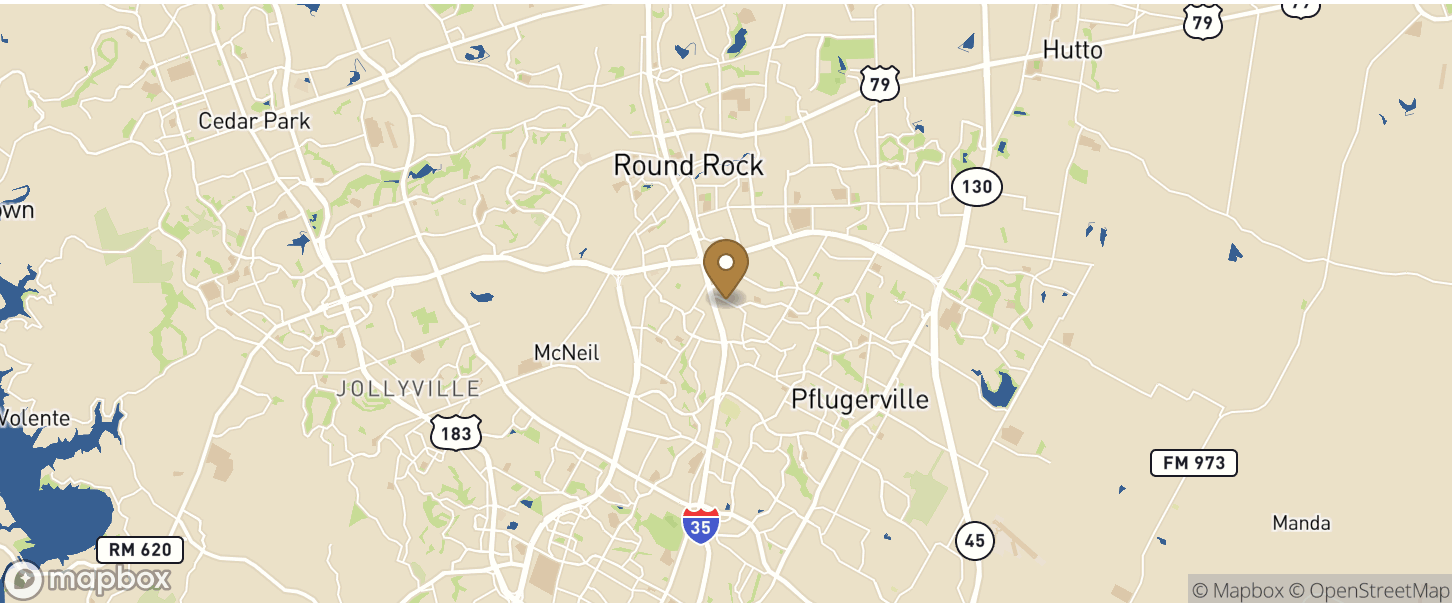 77
79
Hutto
79
Cedar Park
Round Rock
130
own
McNeil
JOLLYVILLE
Pflugerville
Volente
183
FM 973
35
Manda
45
RM 620
mapbox
© Mapbox © OpenStreetMap